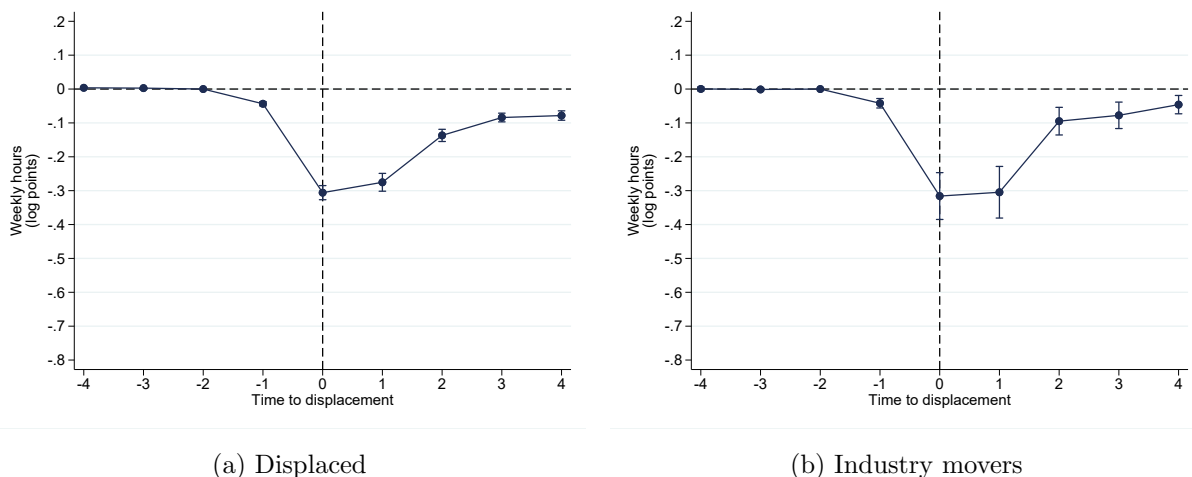 .2
.1
0
-.1
-.2
-.3
-.4
-.5
-.6
-.7
-.8
Weekly hours
(log points)
-4 -3 -2 -1 0 1 2 3 4
Time to displacement
(a) Displaced
.2
.1
0
-.1
-.2
-.3
-.4
-.5
-.6
-.7
-.8
Weekly hours
(log points)
-4 -3 -2 -1 0 1 2 3 4
Time to displacement
(b) Industry movers